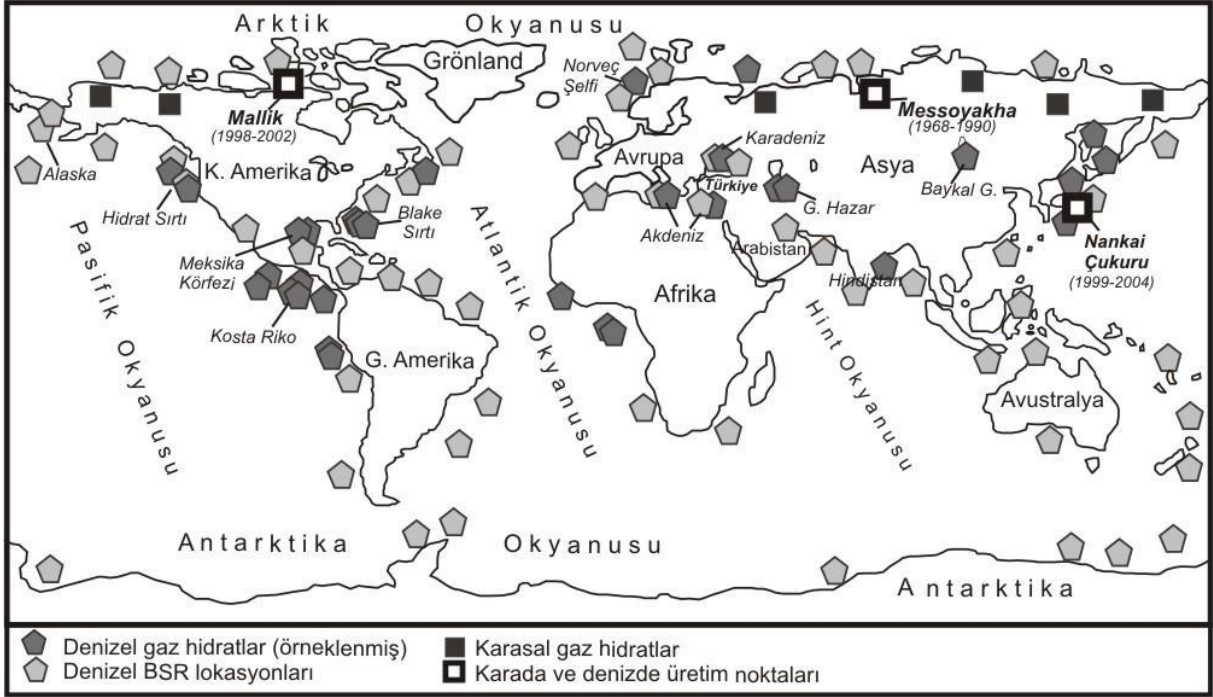 Arktik Okyanusu
Grönland
Norveç
Şelfi
Mallik
(1998-2002)
Messoyakha
(1968-1990)
Karadeniz
Avrupa
Asya
Alaska
K. Amerika
Türkiye
Baykal G.
Hidrat Sırtı
Blake
Sırtı
G. Hazar
Akdeniz
Arabistan
Nankai
Çukuru
(1999-2004)
Meksika
Körfezi
Hindistan
Afrika
Pasifik Okyanusu
Atlantik Okyanusu
Hint Okyanusu
Kosta Riko
G. Amerika
Avustralya
Antarktika Okyanusu
Antarktika
Denizel gaz hidratlar (örneklenmiş)
Denizel BSR lokasyonları
Karasal gaz hidratlar
Karada ve denizde üretim noktaları